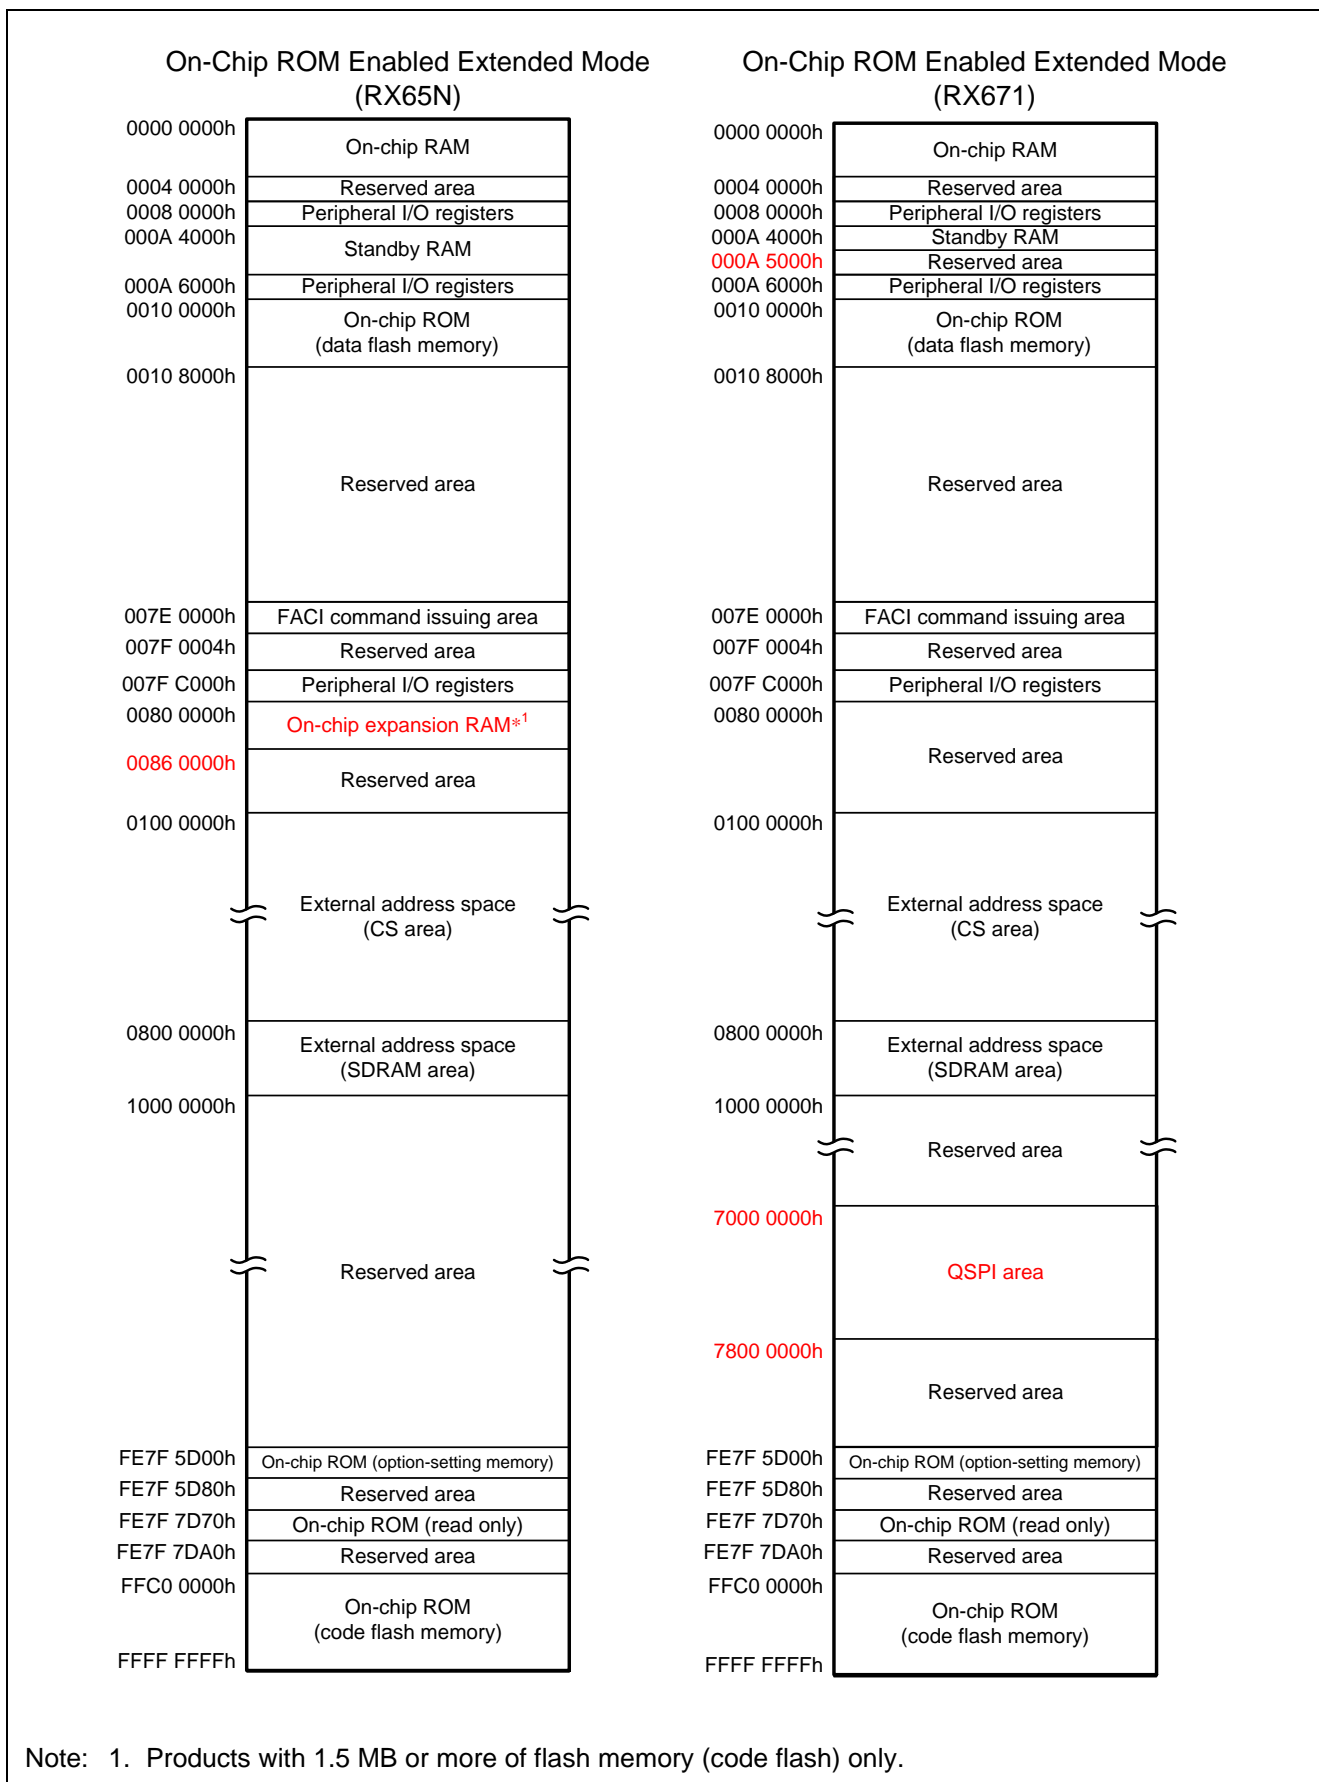 On-Chip ROM Enabled Extended Mode
(RX65N)
0000 0000h
On-chip RAM
0004 0000h
Reserved area
0008 0000h
Peripheral I/O registers
000A 4000h
Standby RAM
000A 6000h
Peripheral I/O registers
0010 0000h
On-chip ROM
(data flash memory)
0010 8000h
Reserved area
007E 0000h
FACI command issuing area
007F 0004h
Reserved area
007F C000h
Peripheral I/O registers
0080 0000h
On-chip expansion RAM*1
0086 0000h
Reserved area
0100 0000h
External address space
(CS area)
0800 0000h
External address space
(SDRAM area)
1000 0000h
Reserved area
FE7F 5D00h
On-chip ROM (option-setting memory)
FE7F 5D80h
Reserved area
FE7F 7D70h
On-chip ROM (read only)
FE7F 7DA0h
Reserved area
FFC0 0000h
On-chip ROM
(code flash memory)
FFFF FFFFh
On-Chip ROM Enabled Extended Mode
(RX671)
0000 0000h
On-chip RAM
0004 0000h
Reserved area
0008 0000h
Peripheral I/O registers
000A 4000h
Standby RAM
000A 5000h
Reserved area
000A 6000h
Peripheral I/O registers
0010 0000h
On-chip ROM
(data flash memory)
0010 8000h
Reserved area
007E 0000h
FACI command issuing area
007F 0004h
Reserved area
007F C000h
Peripheral I/O registers
0080 0000h
Reserved area
0100 0000h
External address space
(CS area)
0800 0000h
External address space
(SDRAM area)
1000 0000h
Reserved area
7000 0000h
QSPI area
7800 0000h
Reserved area
FE7F 5D00h
On-chip ROM (option-setting memory)
FE7F 5D80h
Reserved area
FE7F 7D70h
On-chip ROM (read only)
FE7F 7DA0h
Reserved area
FFC0 0000h
On-chip ROM
(code flash memory)
FFFF FFFFh
Note: 1. Products with 1.5 MB or more of flash memory (code flash) only.